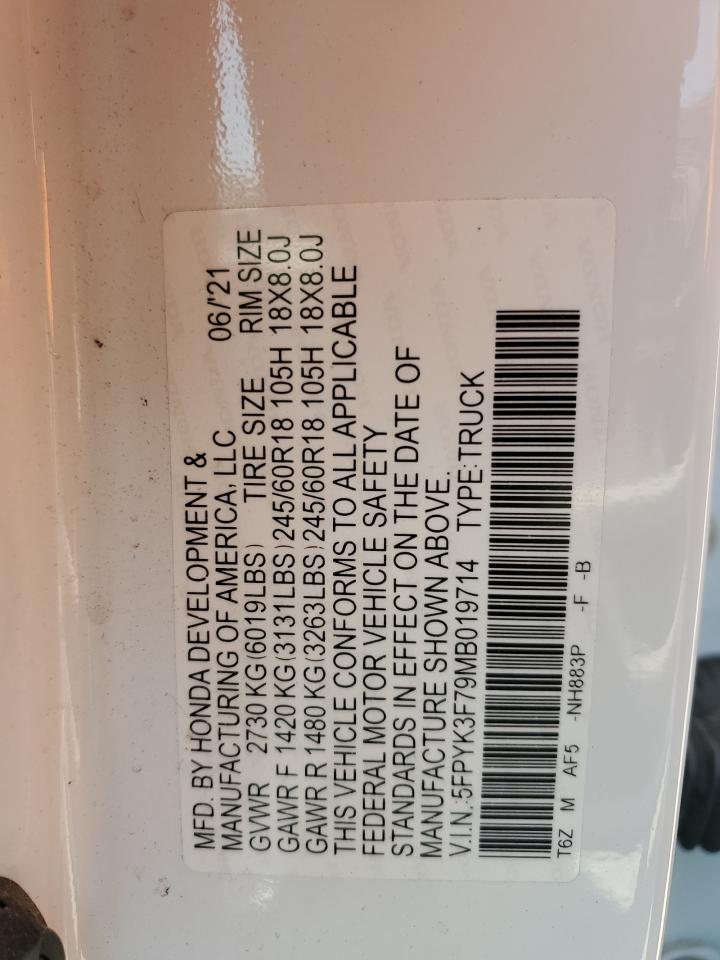 MFD. BY HONDA DEVELOPMENT &
MANUFACTURING OF AMERICA, LLC 06/'21
GVWR 2730 KG(6019LBS) TIRE SIZE RIM SIZE
GAWR F 1420 KG(3131LBS)245/60R18 105H 18X8.0J
GAWR R 1480 KG(3263LBS)245/60R18 105H 18X8.0J
THIS VEHICLE CONFORMS TO ALL APPLICABLE
FEDERAL MOTOR VEHICLE SAFETY
STANDARDS IN EFFECT ON THE DATE OF
MANUFACTURE SHOWN ABOVE.
V.I.N.:5FPYK3F79MB019714 TYPE:TRUCK
T6Z M AF5 -NH883P -F -B